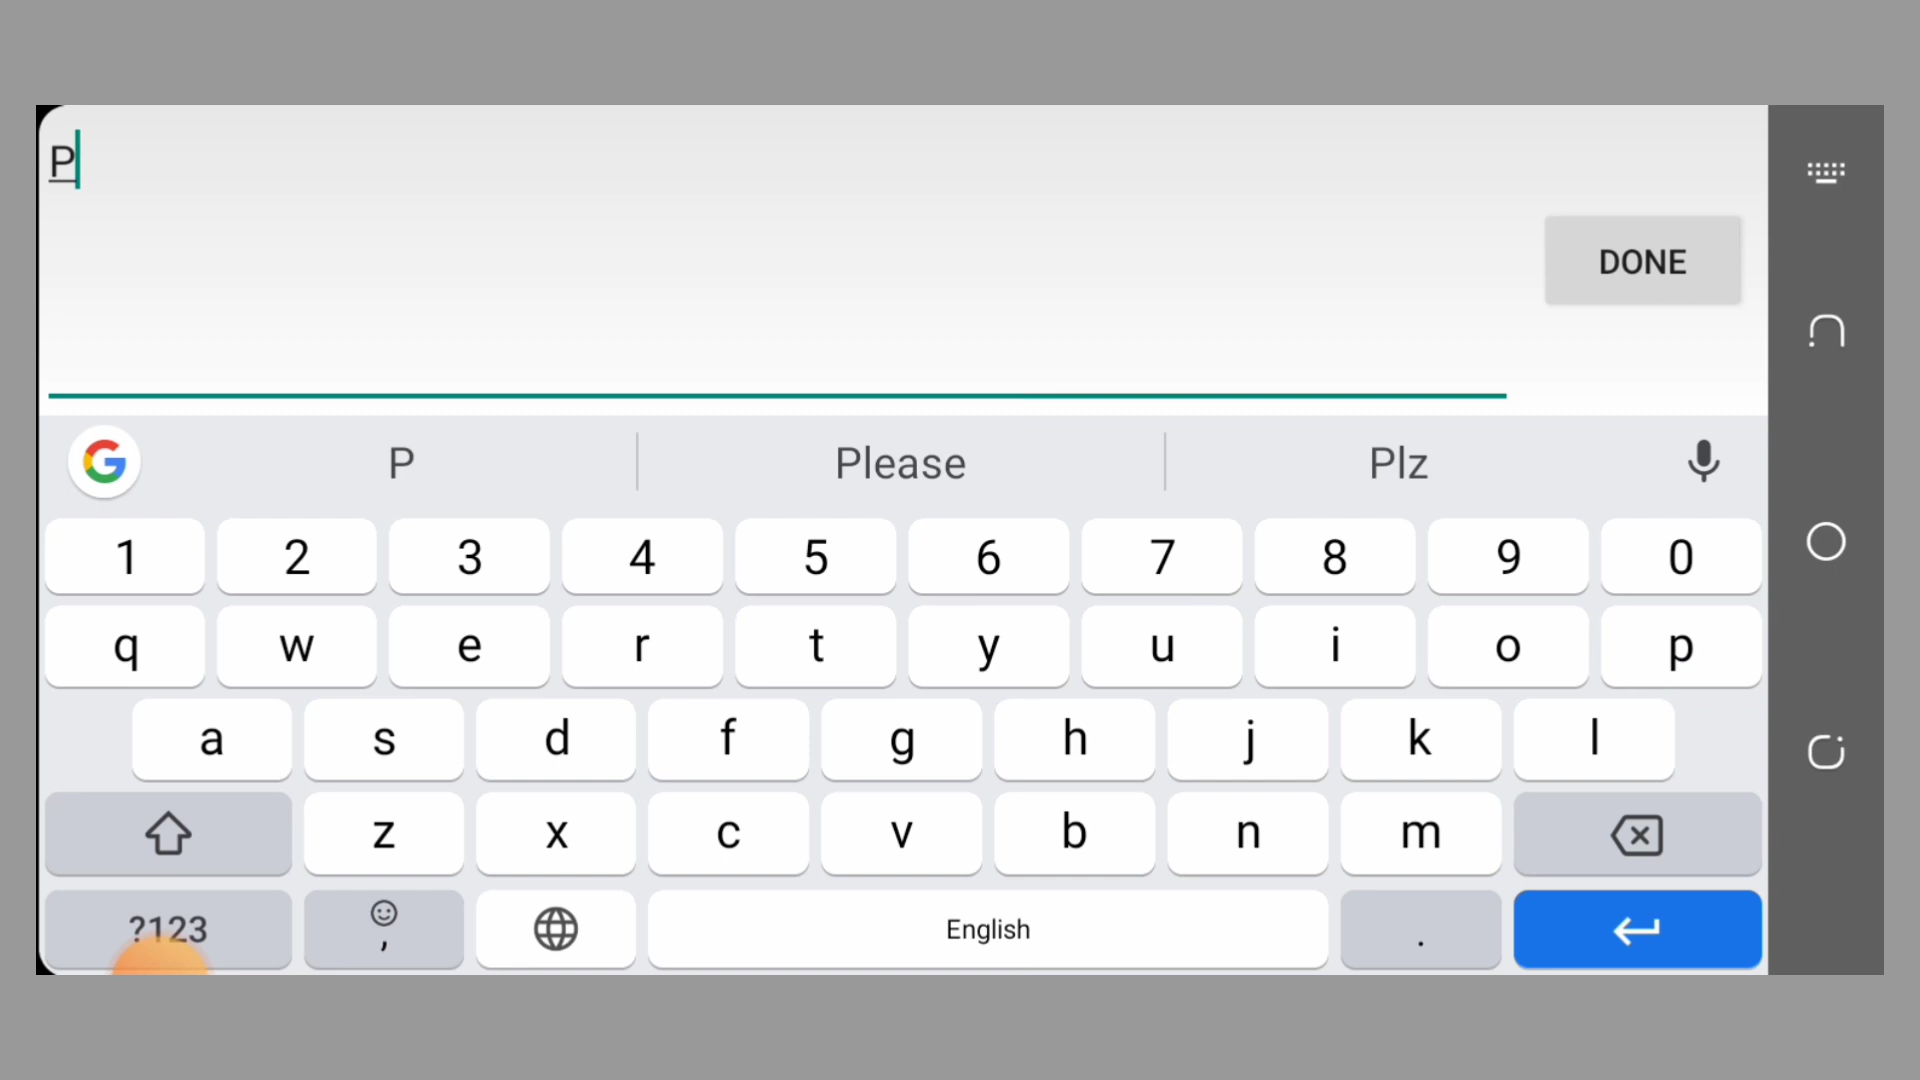 P
DONE
P Please Plz
1 2 3 4 5 6 7 8 9 0
q w e r t y u i o p
a s d f g h j k l
z x c v b n m
?123 , English .